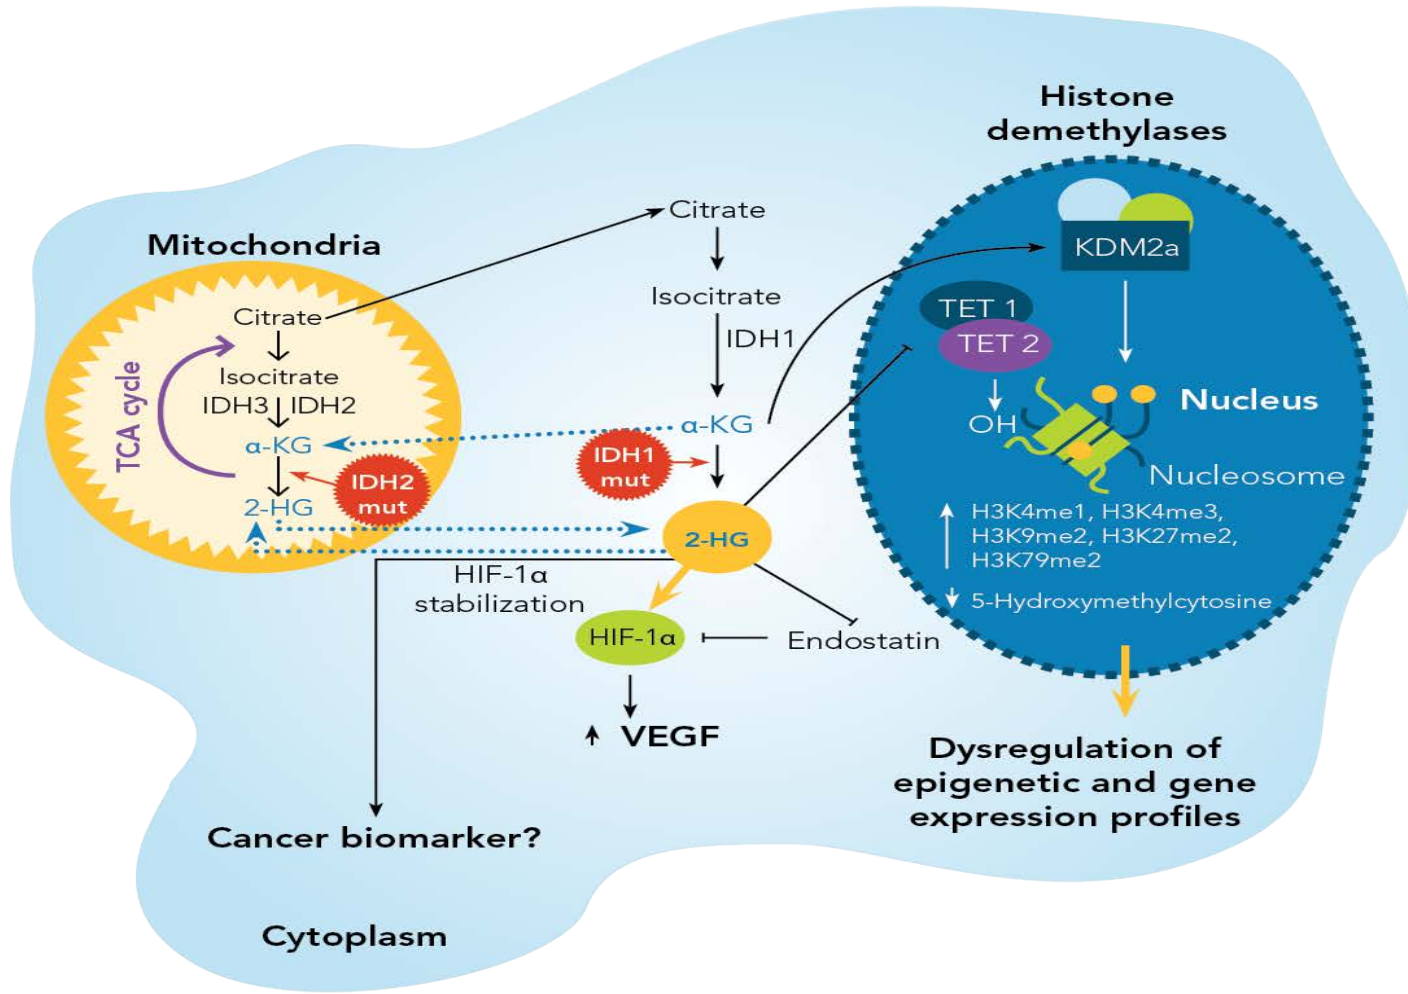 Histone
demethylases
KDM2a
TET 1
TET 2
OH
Nucleus
Nucleosome
H3K4me1, H3K4me3,
H3K9me2, H3K27me2,
H3K79me2
5-Hydroxymethylcytosine
Dysregulation of
epigenetic and gene
expression profiles
Citrate
Isocitrate
IDH1
α-KG
IDH1
mut
2-HG
HIF-1α
stabilization
HIF-1α
Endostatin
VEGF
Mitochondria
Citrate
Isocitrate
IDH3 IDH2
TCA cycle
α-KG
IDH2
mut
2-HG
Cancer biomarker?
Cytoplasm